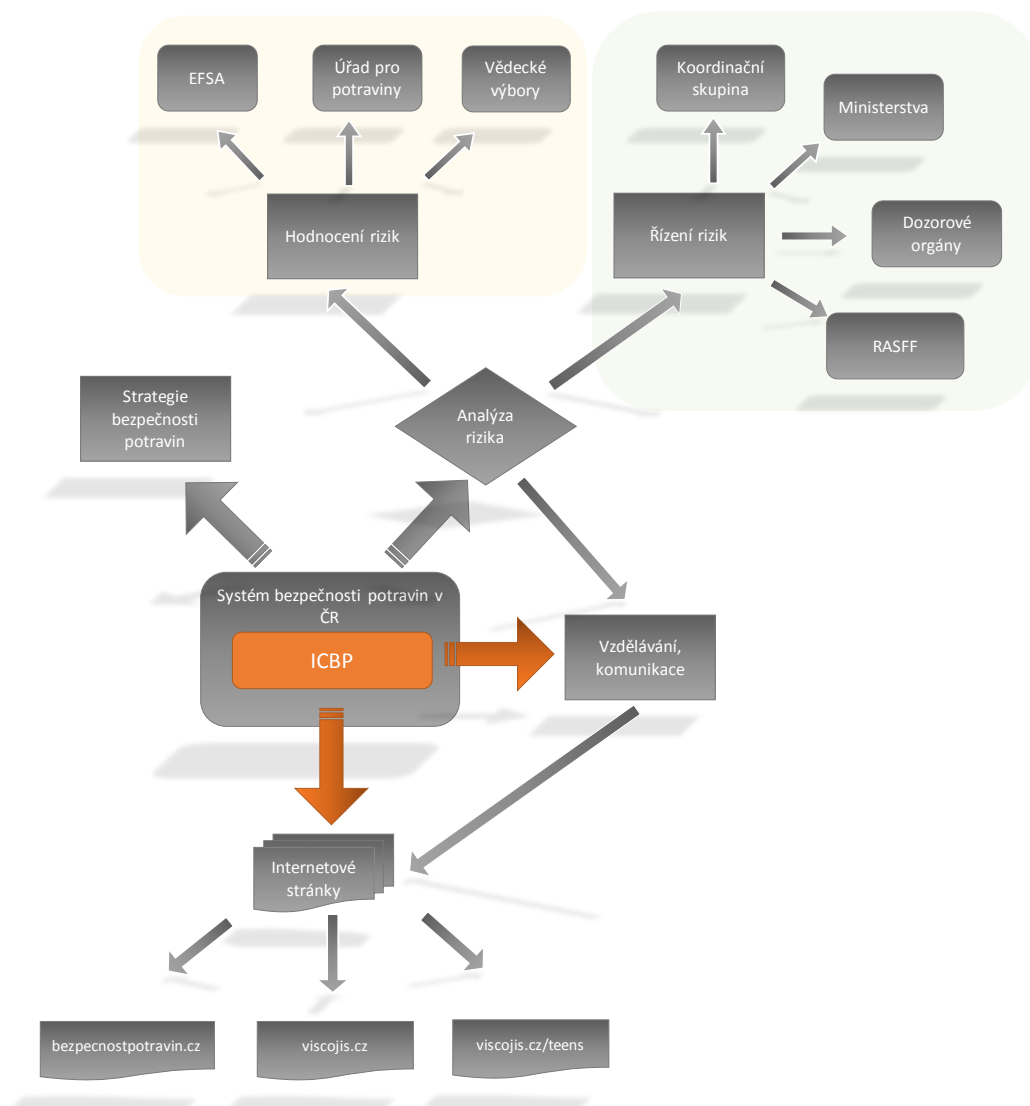 EFSA
Úřad pro
potraviny
Vědecké
výbory
Koordinační
skupina
Ministerstva
Hodnocení rizik
Řízení rizik
Dozorové
orgány
RASFF
Strategie
bezpečnosti
potravin
Analýza
rizika
Systém bezpečnosti potravin v
ČR
ICBP
Vzdělávání,
komunikace
Internetové
stránky
bezpecnostpotravin.cz
viscojis.cz
viscojis.cz/teens